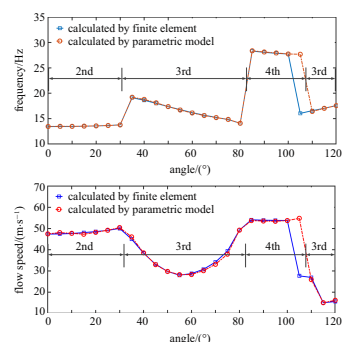 calculated by finite element
calculated by parametric model
35
30
25
20
15
10
frequency/Hz
2nd
3rd
4th
3rd
0 20 40 60 80 100 120
angle/(°)
calculated by finite element
calculated by parametric model
70
60
50
40
30
20
10
flow speed/(m·s⁻¹)
2nd
3rd
4th
3rd
0 20 40 60 80 100 120
angle/(°)